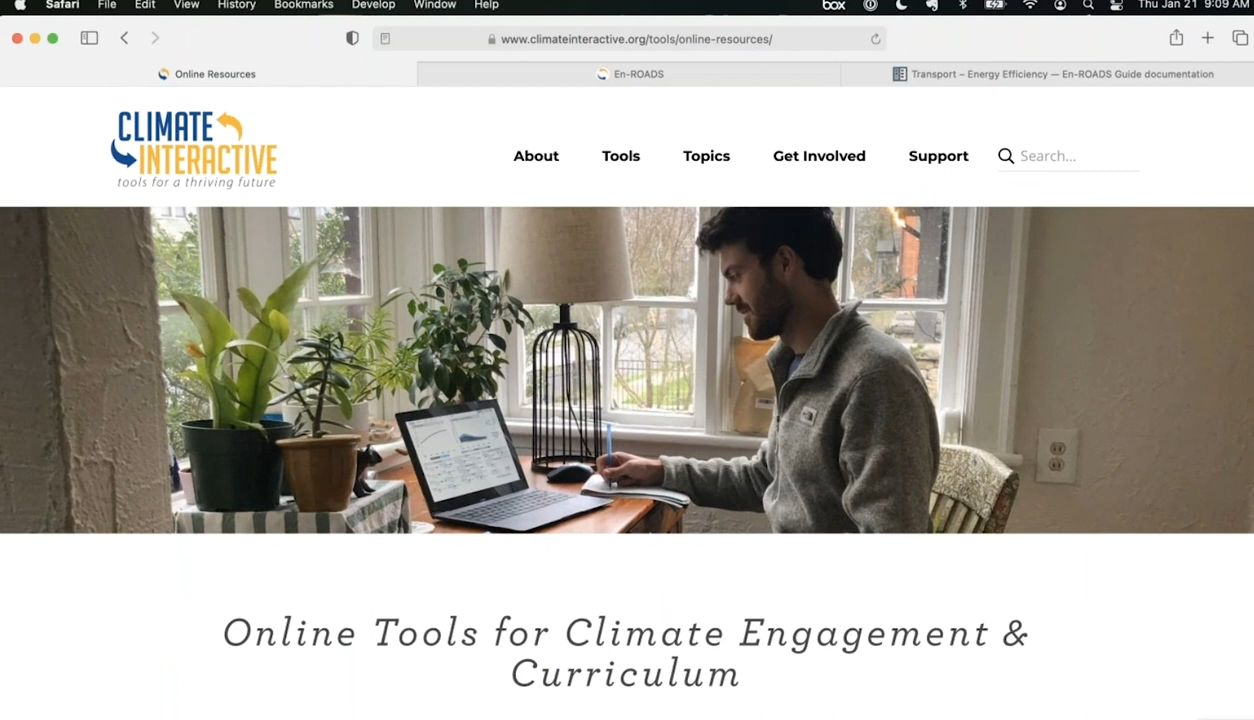 Safari File Edit View History Bookmarks Develop Window Help box Thu Jan 21 9:09 AM
www.climateinteractive.org/tools/online-resources/
Online Resources En-ROADS Transport – Energy Efficiency — En-ROADS Guide documentation
CLIMATE
INTERACTIVE
tools for a thriving future
About Tools Topics Get Involved Support Search...
Online Tools for Climate Engagement &
Curriculum